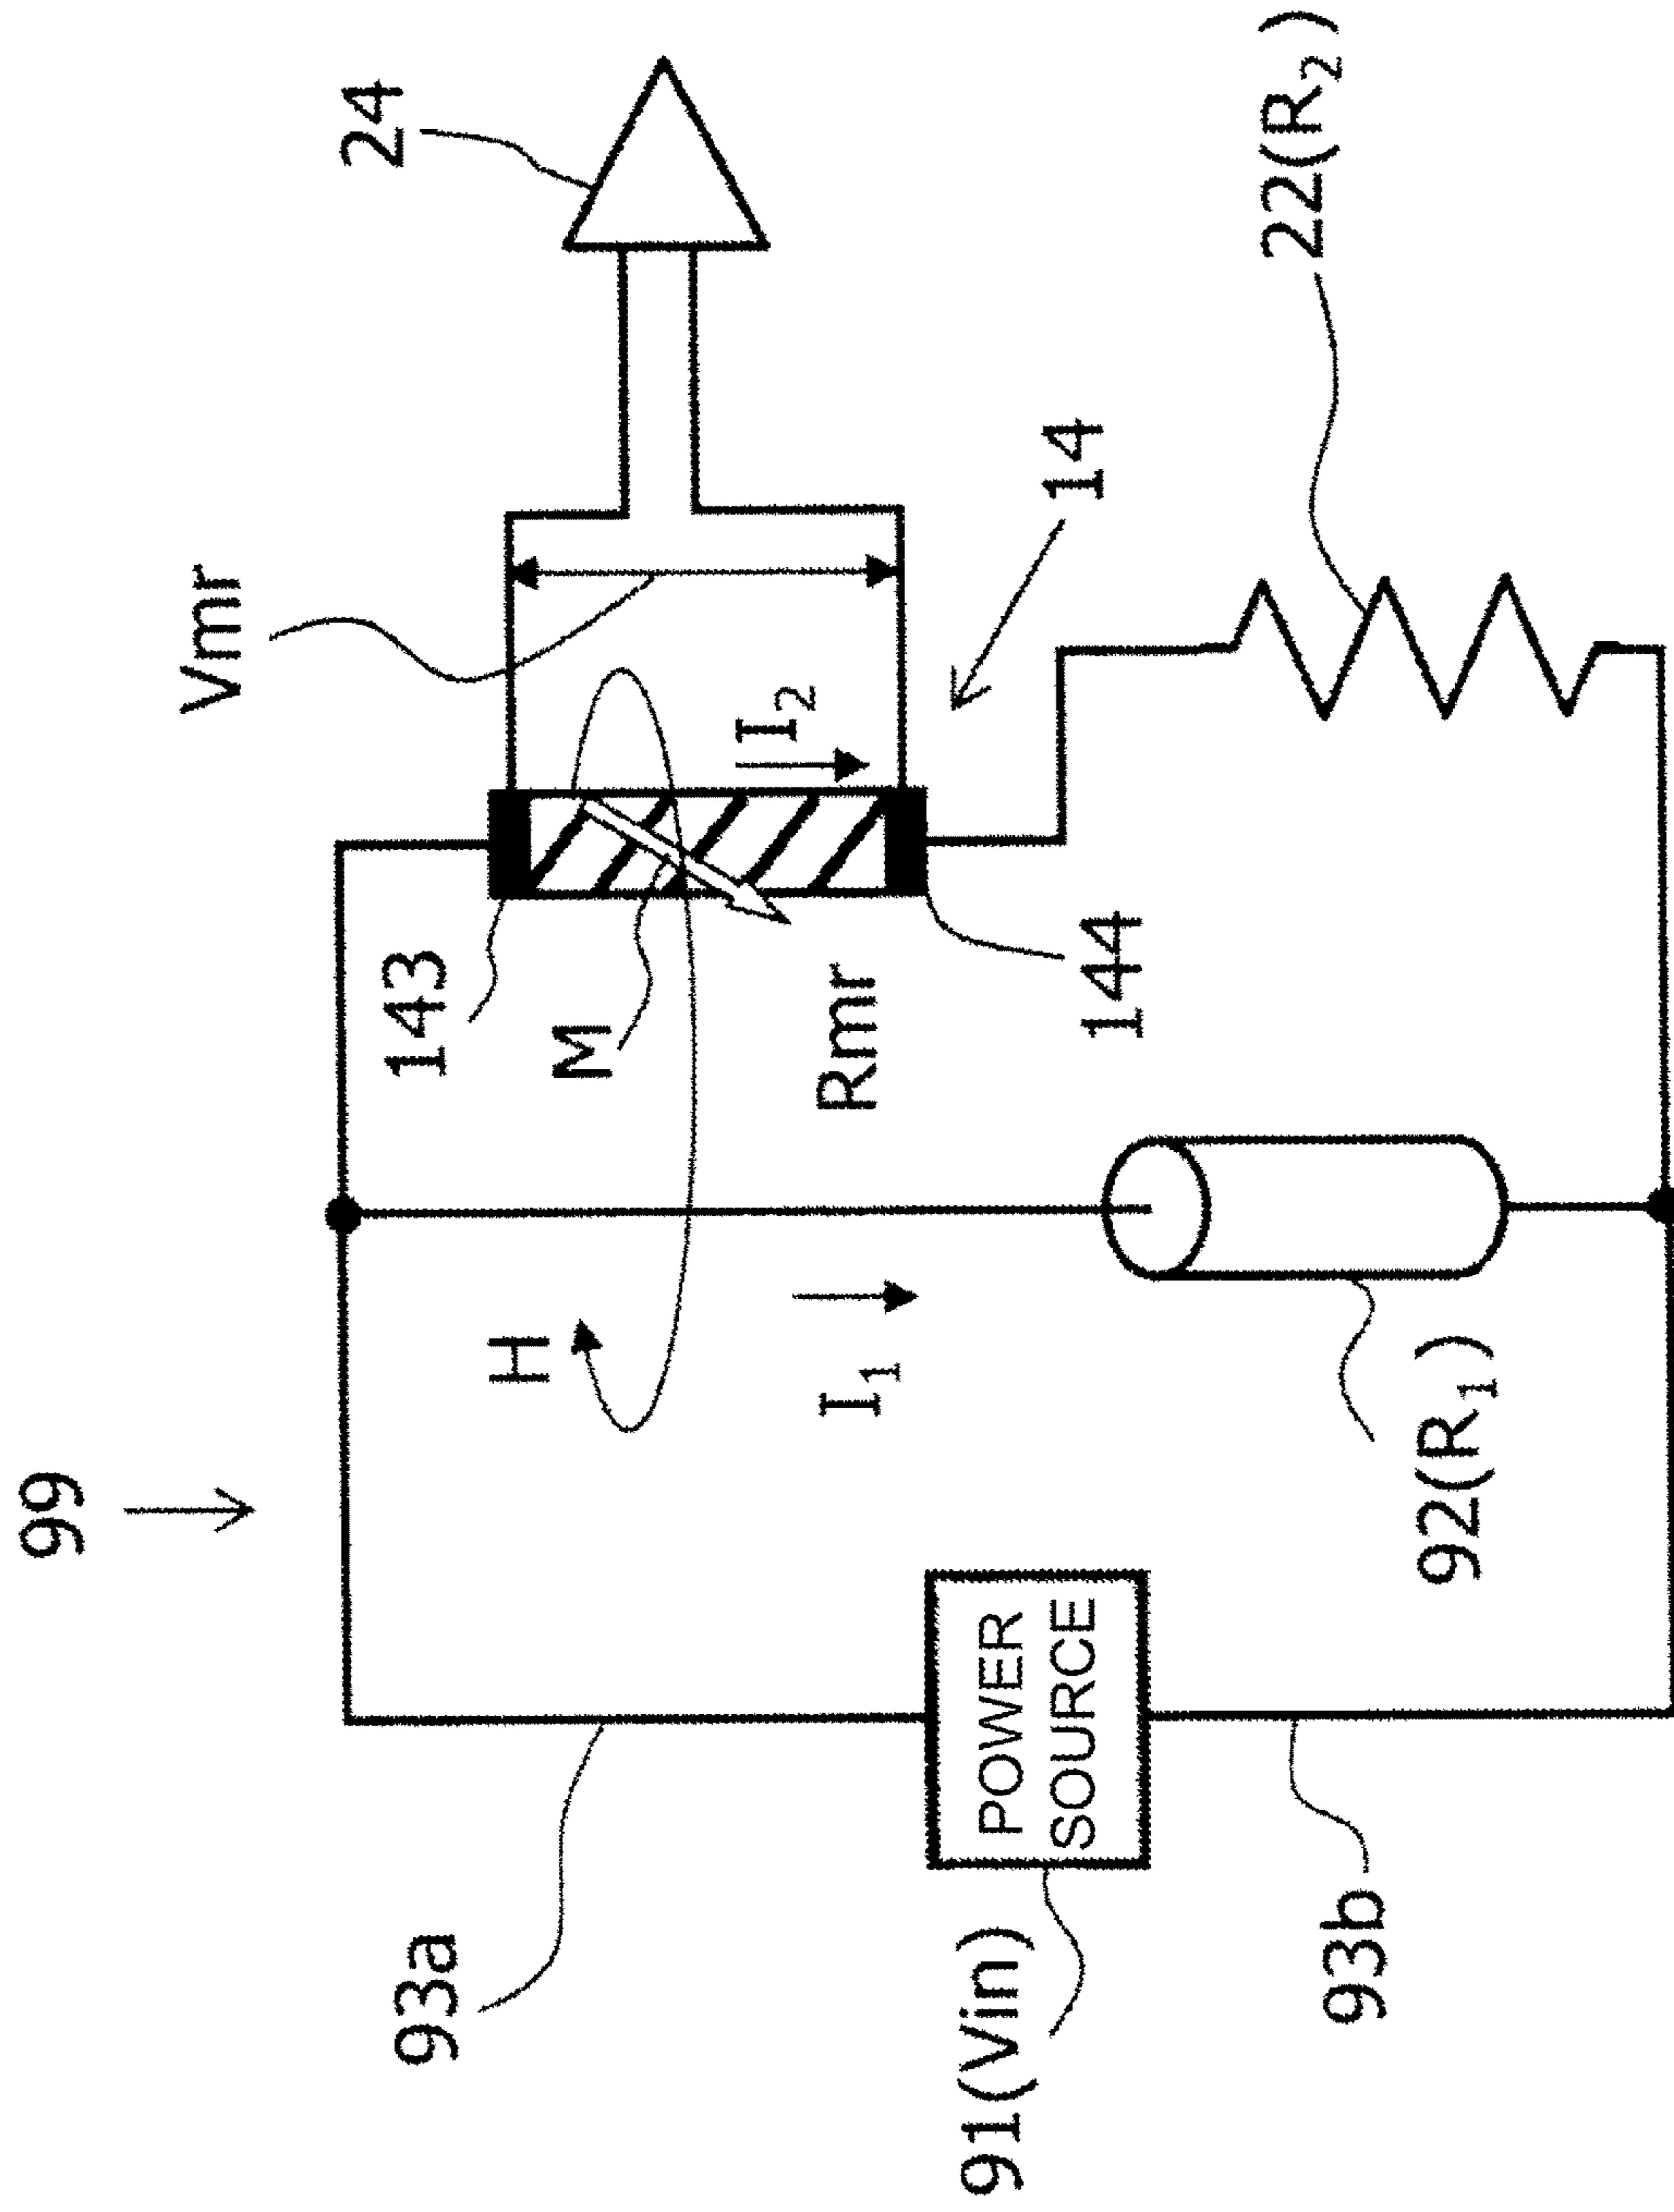 99
Vmr
24
93a
143
H
M
I₂
I₁
Rmr
91(Vin)
POWER
SOURCE
14
144
22(R₂)
93b
92(R₁)